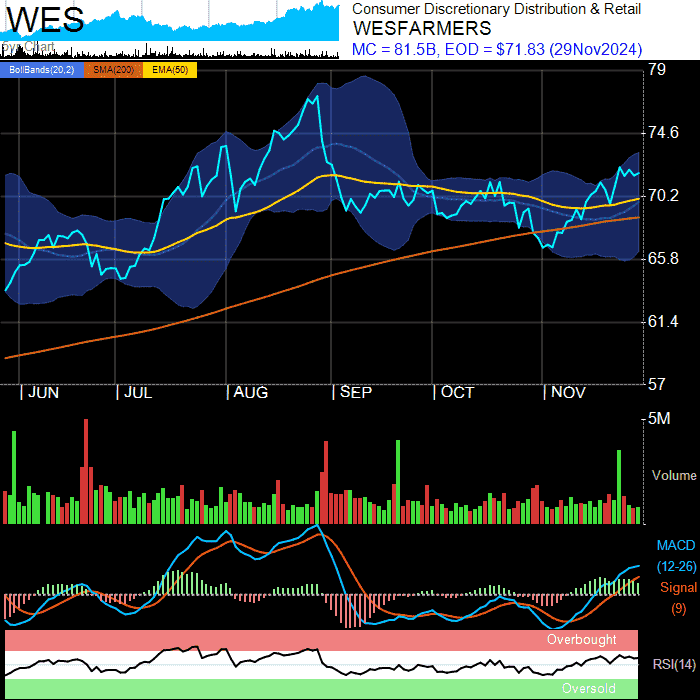 WES
Consumer Discretionary Distribution & Retail
WESFARMERS
MC = 81.5B, EOD = $71.83 (29Nov2024)
Chart
BollBands(20,2) SMA(200) EMA(50)
79
74.6
70.2
65.8
61.4
57
JUN JUL AUG SEP OCT NOV
5M
Volume
MACD
(12-26)
Signal
(9)
Overbought
RSI(14)
Oversold